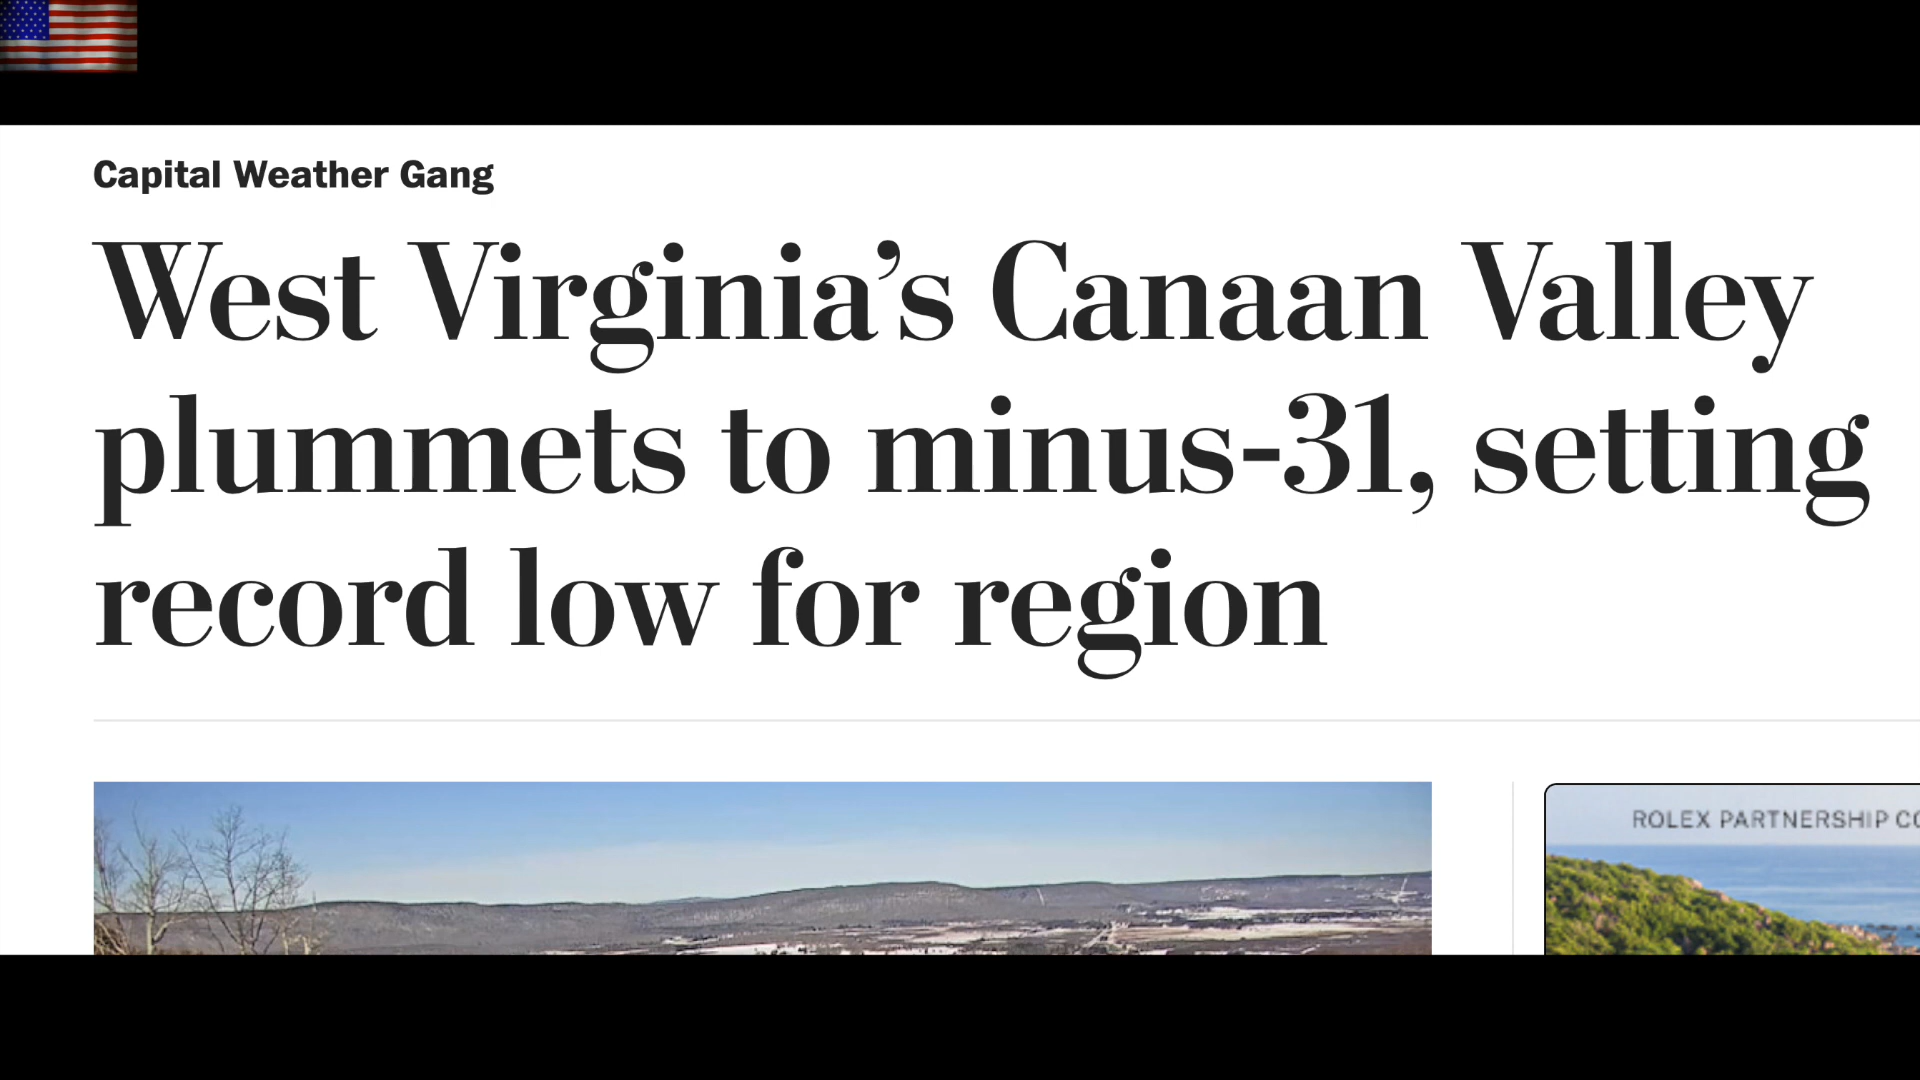 Capital Weather Gang
West Virginia’s Canaan Valley
plummets to minus-31, setting
record low for region
ROLEX PARTNERSHIP